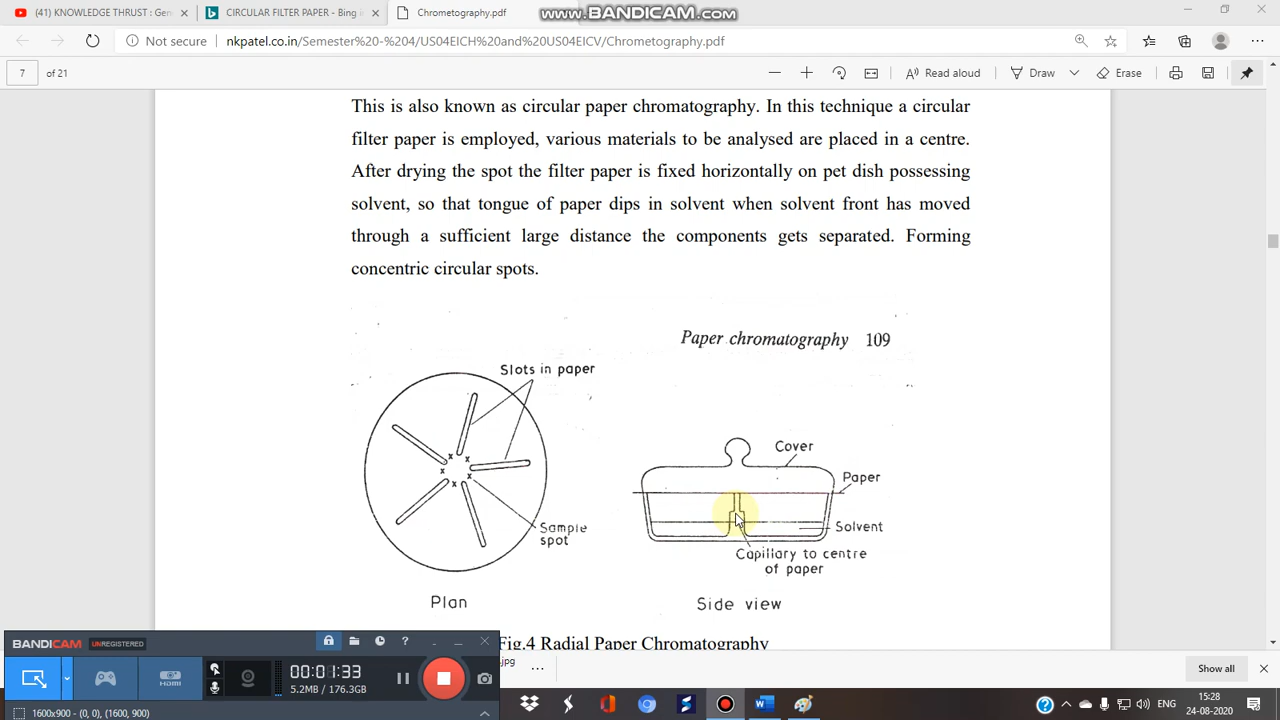 (41) KNOWLEDGE THRUST : Gen
CIRCULAR FILTER PAPER - Bing i
Chrometography.pdf
WWW.BANDICAM.COM
Not secure
nkpatel.co.in/Semester%20-%204/US04EICH%20and%20US04EICV/Chrometography.pdf
7 of 21
Read aloud
Draw
Erase
This is also known as circular paper chromatography. In this technique a circular
filter paper is employed, various materials to be analysed are placed in a centre.
After drying the spot the filter paper is fixed horizontally on pet dish possessing
solvent, so that tongue of paper dips in solvent when solvent front has moved
through a sufficient large distance the components gets separated. Forming
concentric circular spots.
Paper chromatography 109
Slots in paper
Sample
spot
Plan
Cover
Paper
Solvent
Capillary to centre
of paper
Side view
Fig.4 Radial Paper Chromatography
BANDICAM UNREGISTERED
HDMI
00:01:33
5.2MB / 176.3GB
1600x900 - (0, 0), (1600, 900)
.jpg
Show all
15:28
ENG
24-08-2020